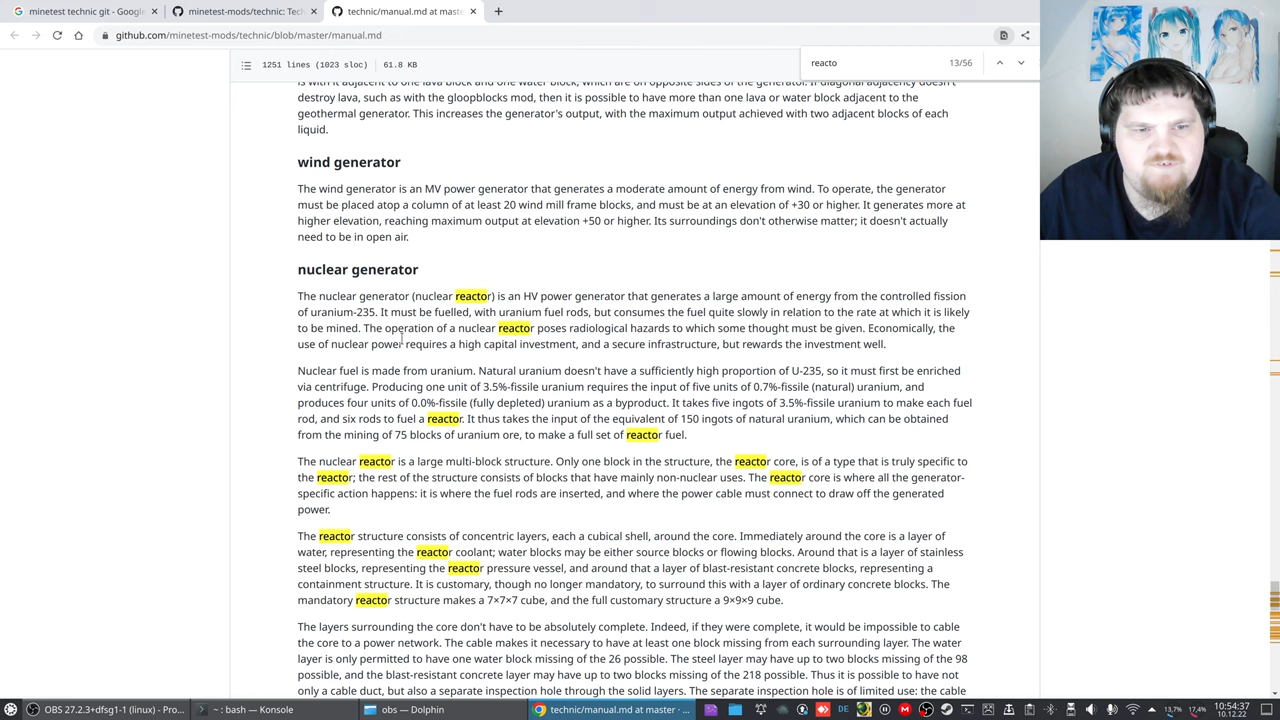 minetest technic git - Google
minetest-mods/technic: Tech
technic/manual.md at maste
github.com/minetest-mods/technic/blob/master/manual.md
1251 lines (1023 sloc) 61.8 KB
reacto 13/56
destroy lava, such as with the gloopblocks mod, then it is possible to have more than one lava or water block adjacent to the
geothermal generator. This increases the generator's output, with the maximum output achieved with two adjacent blocks of each
liquid.
wind generator
The wind generator is an MV power generator that generates a moderate amount of energy from wind. To operate, the generator
must be placed atop a column of at least 20 wind mill frame blocks, and must be at an elevation of +30 or higher. It generates more at
higher elevation, reaching maximum output at elevation +50 or higher. Its surroundings don't otherwise matter; it doesn't actually
need to be in open air.
nuclear generator
The nuclear generator (nuclear reactor) is an HV power generator that generates a large amount of energy from the controlled fission
of uranium-235. It must be fuelled, with uranium fuel rods, but consumes the fuel quite slowly in relation to the rate at which it is likely
to be mined. The operation of a nuclear reactor poses radiological hazards to which some thought must be given. Economically, the
use of nuclear power requires a high capital investment, and a secure infrastructure, but rewards the investment well.
Nuclear fuel is made from uranium. Natural uranium doesn't have a sufficiently high proportion of U-235, so it must first be enriched
via centrifuge. Producing one unit of 3.5%-fissile uranium requires the input of five units of 0.7%-fissile (natural) uranium, and
produces four units of 0.0%-fissile (fully depleted) uranium as a byproduct. It takes five ingots of 3.5%-fissile uranium to make each fuel
rod, and six rods to fuel a reactor. It thus takes the input of the equivalent of 150 ingots of natural uranium, which can be obtained
from the mining of 75 blocks of uranium ore, to make a full set of reactor fuel.
The nuclear reactor is a large multi-block structure. Only one block in the structure, the reactor core, is of a type that is truly specific to
the reactor; the rest of the structure consists of blocks that have mainly non-nuclear uses. The reactor core is where all the generator-
specific action happens: it is where the fuel rods are inserted, and where the power cable must connect to draw off the generated
power.
The reactor structure consists of concentric layers, each a cubical shell, around the core. Immediately around the core is a layer of
water, representing the reactor coolant; water blocks may be either source blocks or flowing blocks. Around that is a layer of stainless
steel blocks, representing the reactor pressure vessel, and around that a layer of blast-resistant concrete blocks, representing a
containment structure. It is customary, though no longer mandatory, to surround this with a layer of ordinary concrete blocks. The
mandatory reactor structure makes a 7×7×7 cube, and the full customary structure a 9×9×9 cube.
The layers surrounding the core don't have to be absolutely complete. Indeed, if they were complete, it would be impossible to cable
the core to a power network. The cable makes it necessary to have at least one block missing from each surrounding layer. The water
layer is only permitted to have one water block missing of the 26 possible. The steel layer may have up to two blocks missing of the 98
possible, and the blast-resistant concrete layer may have up to two blocks missing of the 218 possible. Thus it is possible to have not
only a cable duct, but also a separate inspection hole through the solid layers. The separate inspection hole is of limited use: the cable
OBS 27.2.3+dfsg1-1 (linux) - Pro...
~ : bash — Konsole
obs — Dolphin
technic/manual.md at master · ...
13,7% 17,4%
DE
10:54:37
10.12.22